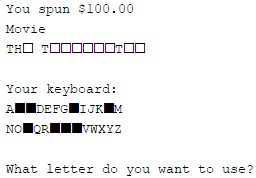 You spun $100.00
Movie
TH□ T□□□□□□T□□
Your keyboard:
A■■DEFG■IJK■M
NO■QR■■■VWXYZ
What letter do you want to use?